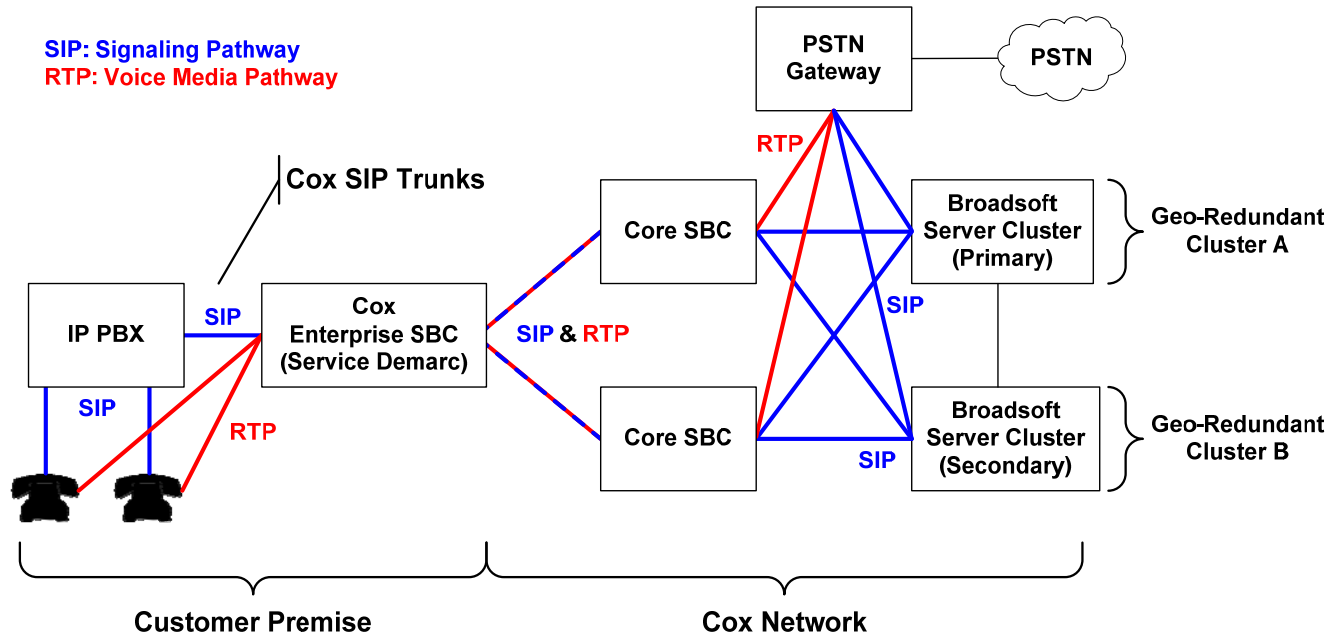 SIP: Signaling Pathway
RTP: Voice Media Pathway
PSTN
Gateway
PSTN
RTP
Cox SIP Trunks
Core SBC
Broadsoft
Server Cluster
(Primary)
Geo-Redundant
Cluster A
IP PBX
SIP
Cox
Enterprise SBC
(Service Demarc)
SIP & RTP
SIP
SIP
RTP
Core SBC
SIP
Broadsoft
Server Cluster
(Secondary)
Geo-Redundant
Cluster B
Customer Premise
Cox Network